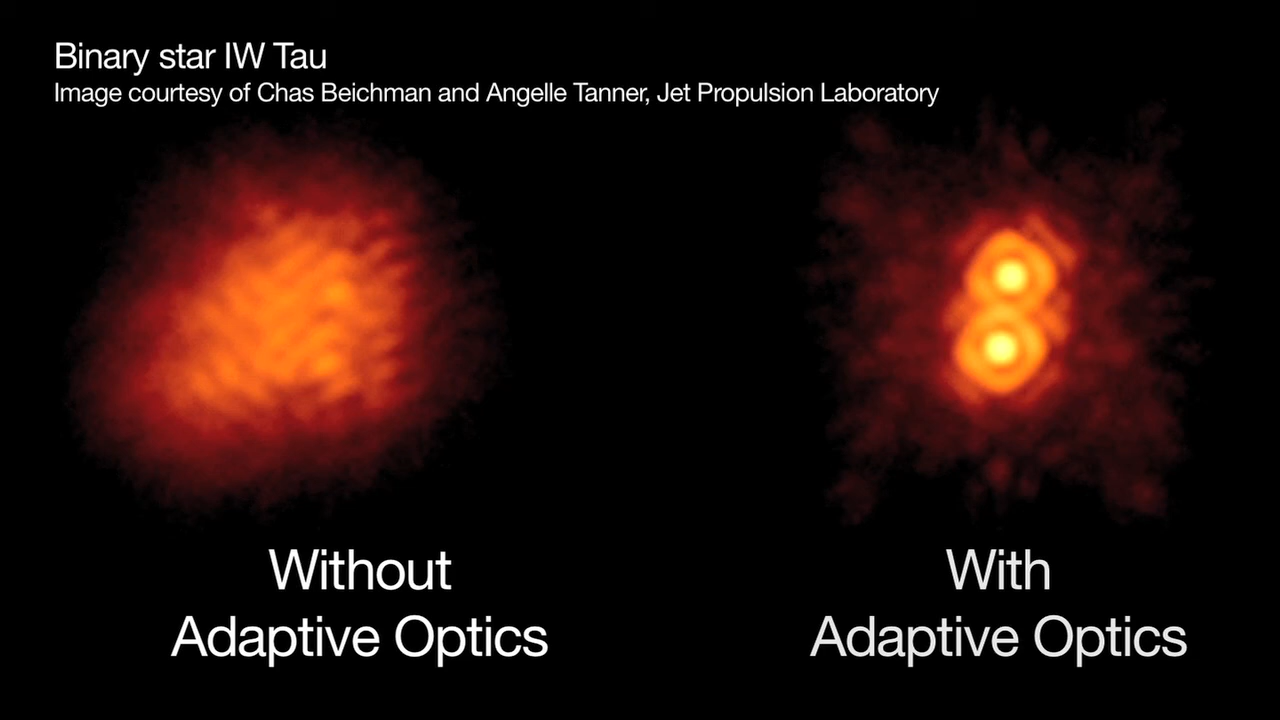 Binary star IW Tau
Image courtesy of Chas Beichman and Angelle Tanner, Jet Propulsion Laboratory
Without
Adaptive Optics
With
Adaptive Optics